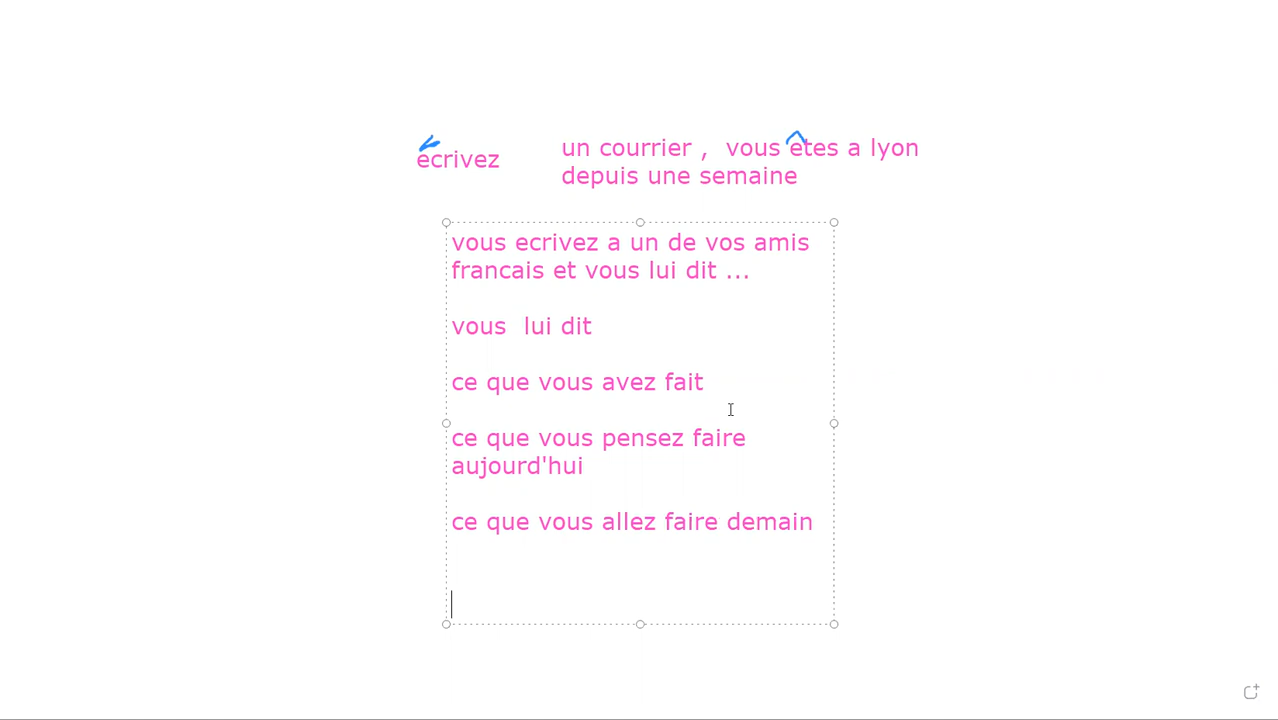 écrivez
un courrier , vous êtes a lyon
depuis une semaine
vous ecrivez a un de vos amis
francais et vous lui dit ...
vous lui dit
ce que vous avez fait
ce que vous pensez faire
aujourd'hui
ce que vous allez faire demain